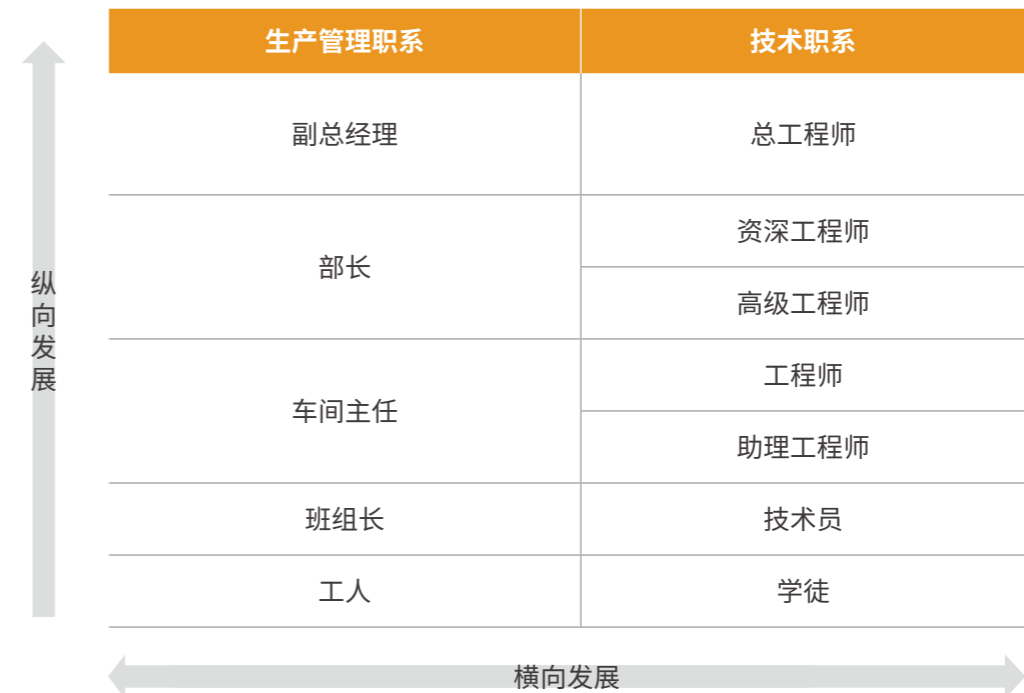 生产管理职系
技术职系
副总经理
总工程师
部长
资深工程师
高级工程师
车间主任
工程师
助理工程师
班组长
技术员
工人
学徒
纵向发展
横向发展